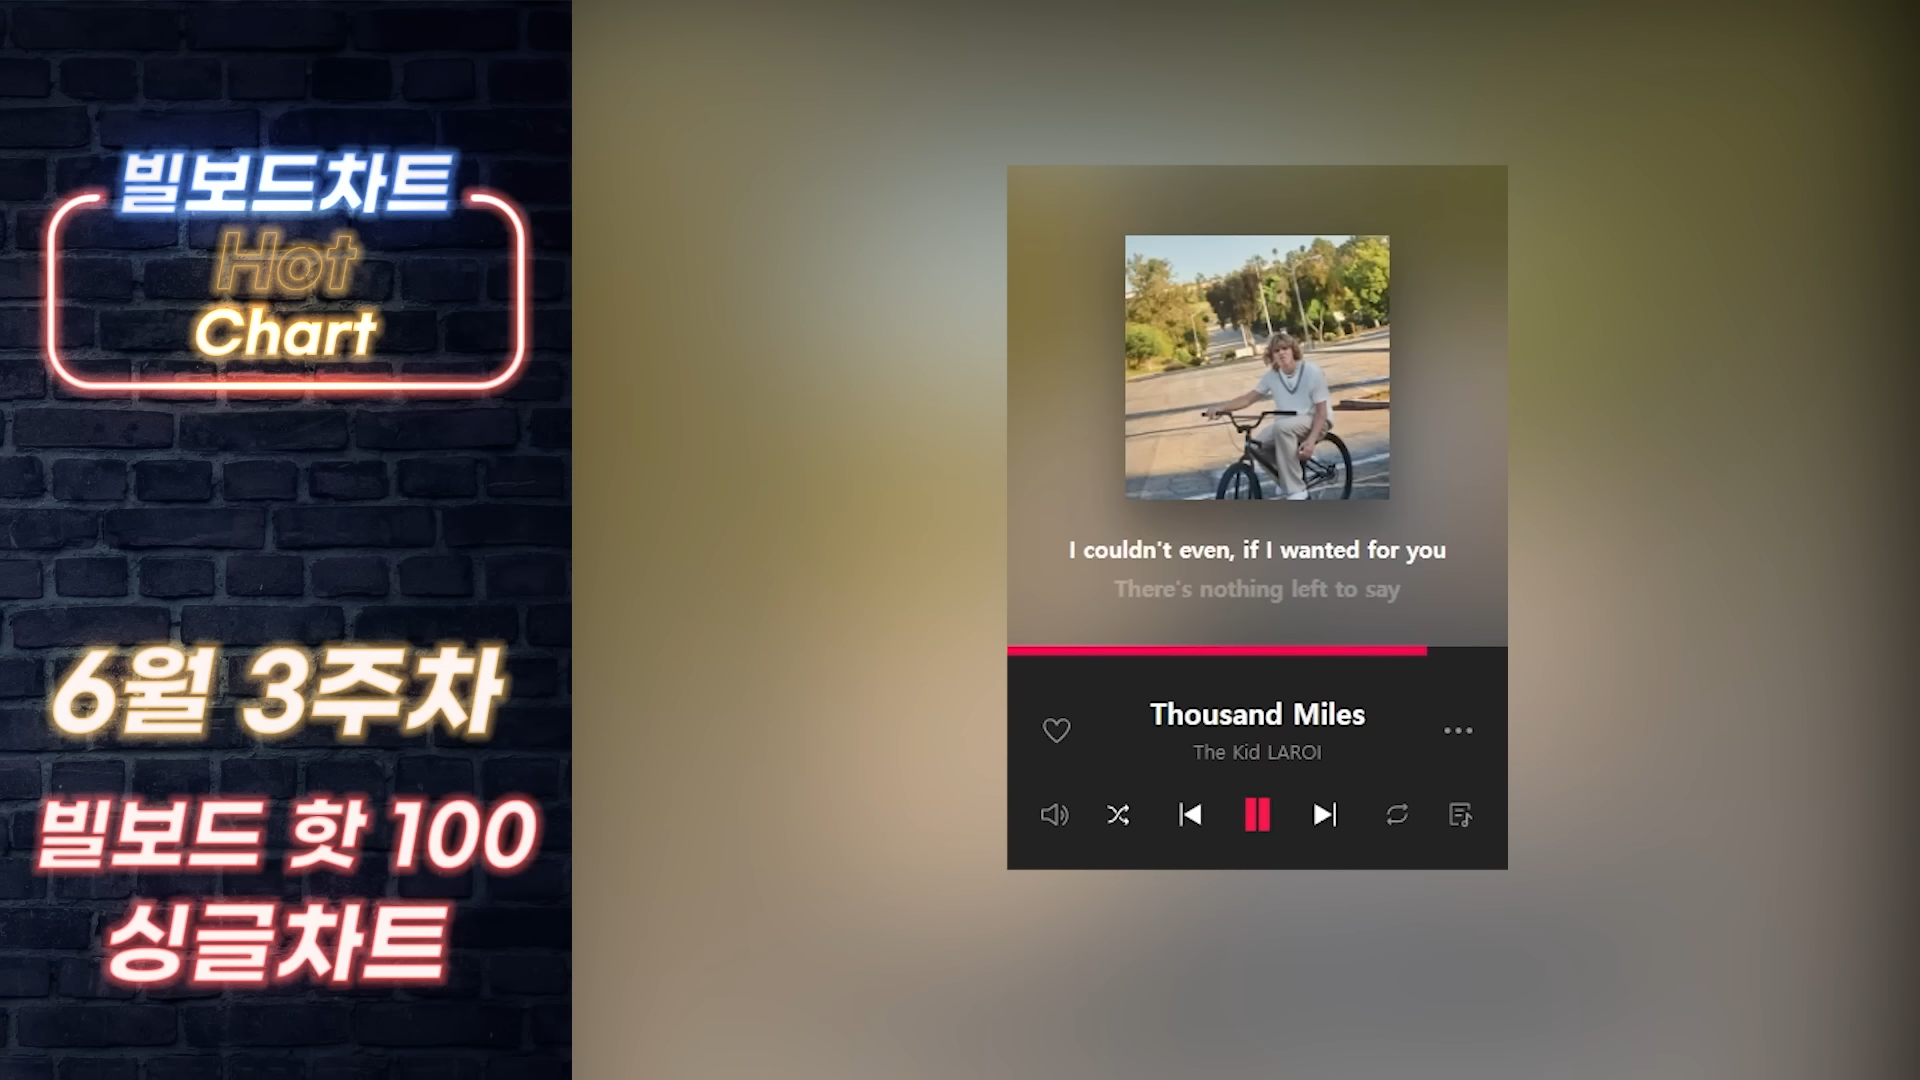 빌보드차트
Hot
Chart
6월 3주차
빌보드 핫 100
싱글차트
I couldn't even, if I wanted for you
There's nothing left to say
Thousand Miles
The Kid LAROI